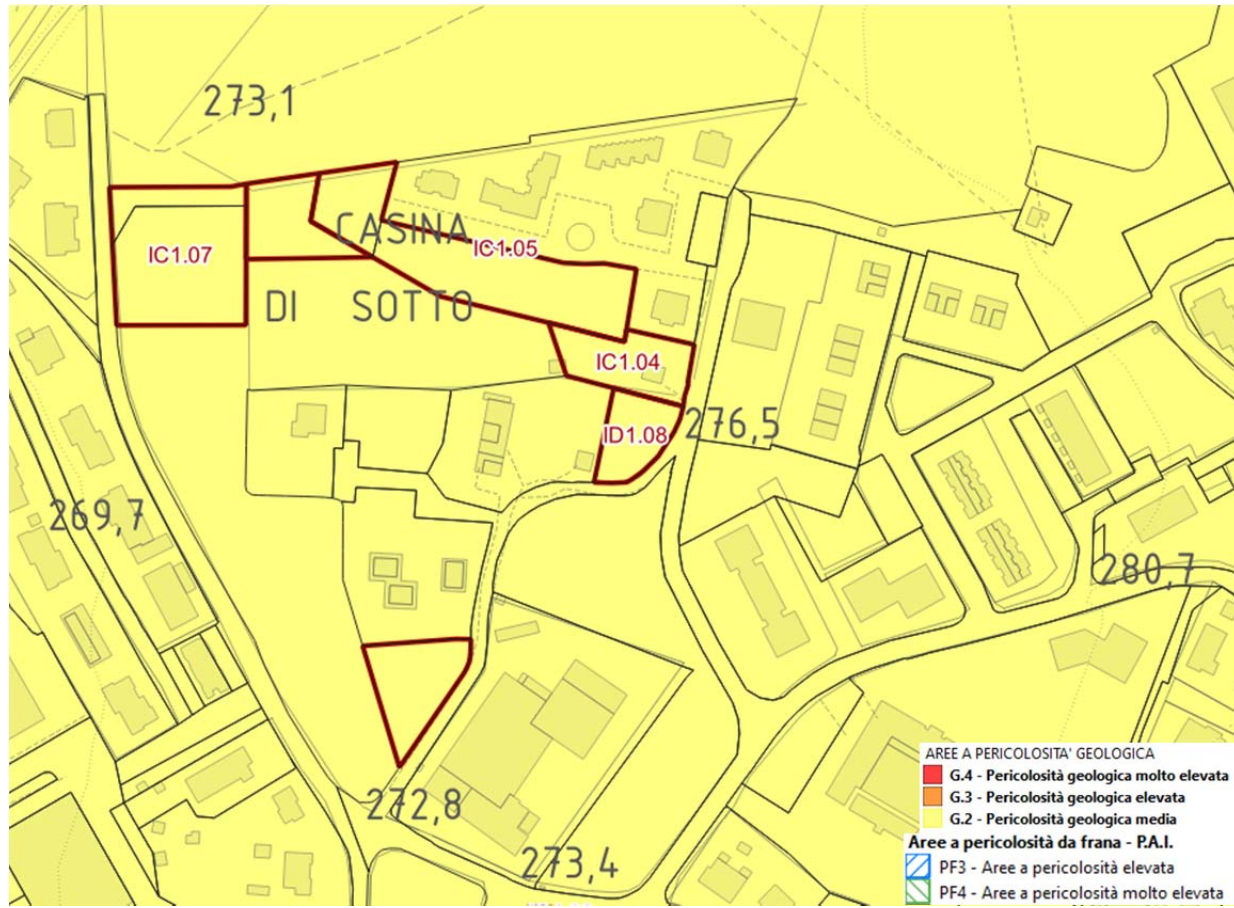 273,1
CASINA
IC1.07
IC1.05
DI SOTTO
IC1.04
276,5
ID1.08
269,7
280,7
272,8
273,4
AREE A PERICOLOSITA' GEOLOGICA
G.4 - Pericolosità geologica molto elevata
G.3 - Pericolosità geologica elevata
G.2 - Pericolosità geologica media
Aree a pericolosità da frana - P.A.I.
PF3 - Aree a pericolosità elevata
PF4 - Aree a pericolosità molto elevata